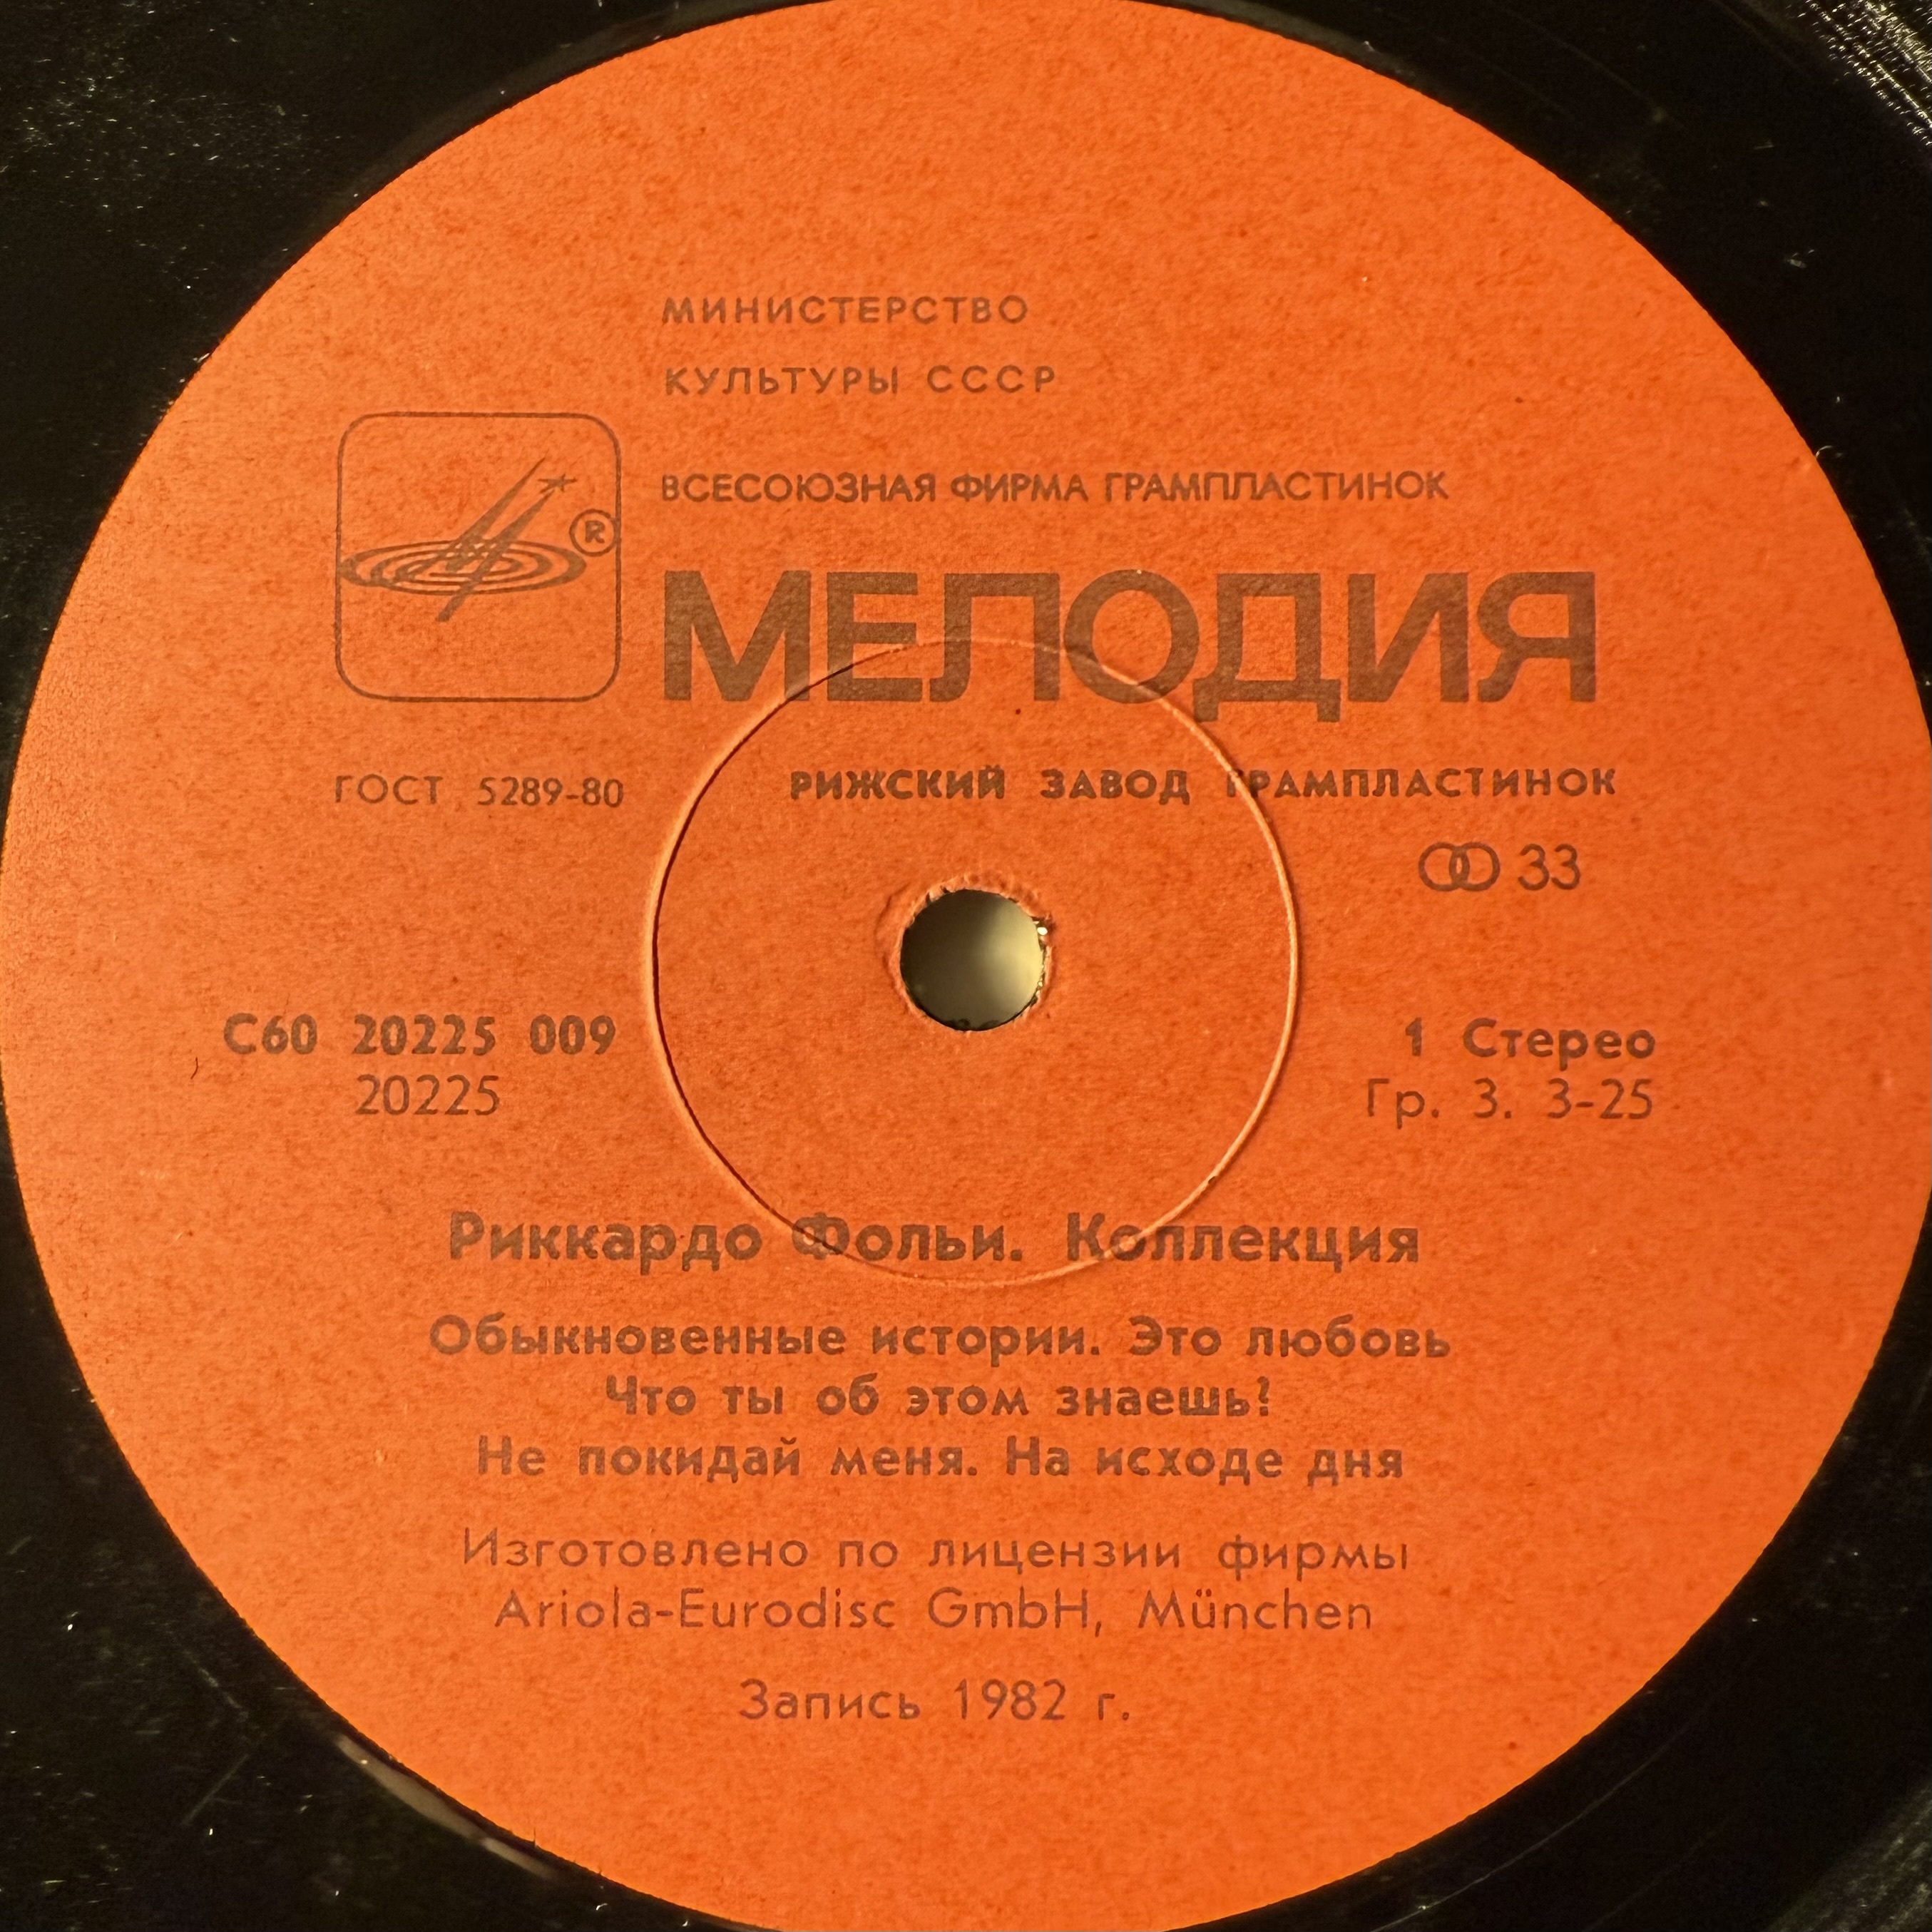 МИНИСТЕРСТВО
КУЛЬТУРЫ СССР
ВСЕСОЮЗНАЯ ФИРМА ГРАМПЛАСТИНОК
®
МЕЛОДИЯ
ГОСТ 5289-80
РИЖСКИЙ ЗАВОД ГРАМПЛАСТИНОК
33
С60 20225 009
20225
1 Стерео
Гр. 3. 3-25
Риккардо Фольи. Коллекция
Обыкновенные истории. Это любовь
Что ты об этом знаешь?
Не покидай меня. На исходе дня
Изготовлено по лицензии фирмы
Ariola-Eurodisc GmbH, München
Запись 1982 г.